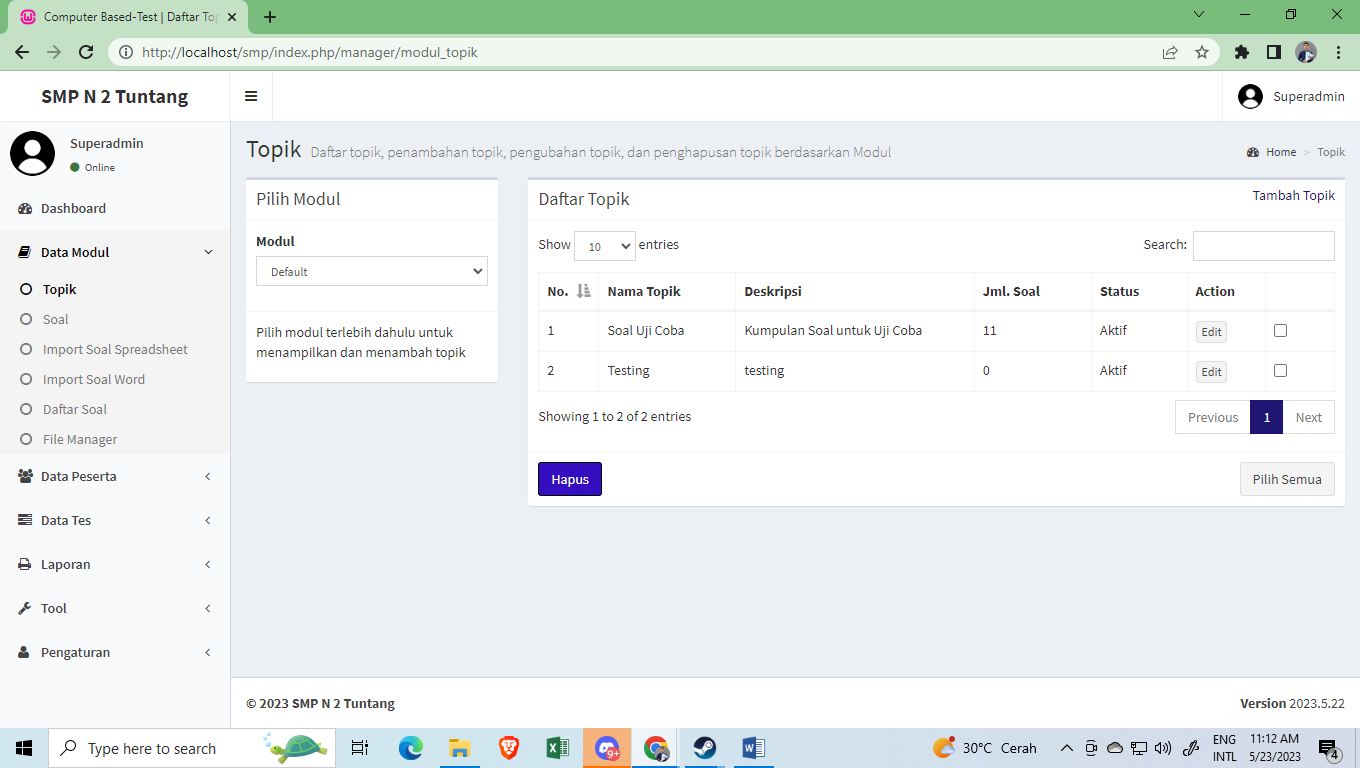 Computer Based-Test | Daftar Top
http://localhost/smp/index.php/manager/modul_topik
SMP N 2 Tuntang
Superadmin
Superadmin
Online
Topik Daftar topik, penambahan topik, pengubahan topik, dan penghapusan topik berdasarkan Modul
Home > Topik
Dashboard
Data Modul
Topik
Soal
Import Soal Spreadsheet
Import Soal Word
Daftar Soal
File Manager
Data Peserta
Data Tes
Laporan
Tool
Pengaturan
Pilih Modul
Modul
Default
Pilih modul terlebih dahulu untuk
menampilkan dan menambah topik
Daftar Topik
Tambah Topik
Show 10 entries
Search:
No. Nama Topik Deskripsi Jml. Soal Status Action
1 Soal Uji Coba Kumpulan Soal untuk Uji Coba 11 Aktif Edit
2 Testing testing 0 Aktif Edit
Showing 1 to 2 of 2 entries
Previous 1 Next
Hapus
Pilih Semua
© 2023 SMP N 2 Tuntang
Version 2023.5.22
Type here to search
9+
30°C Cerah
ENG
INTL
11:12 AM
5/23/2023
4